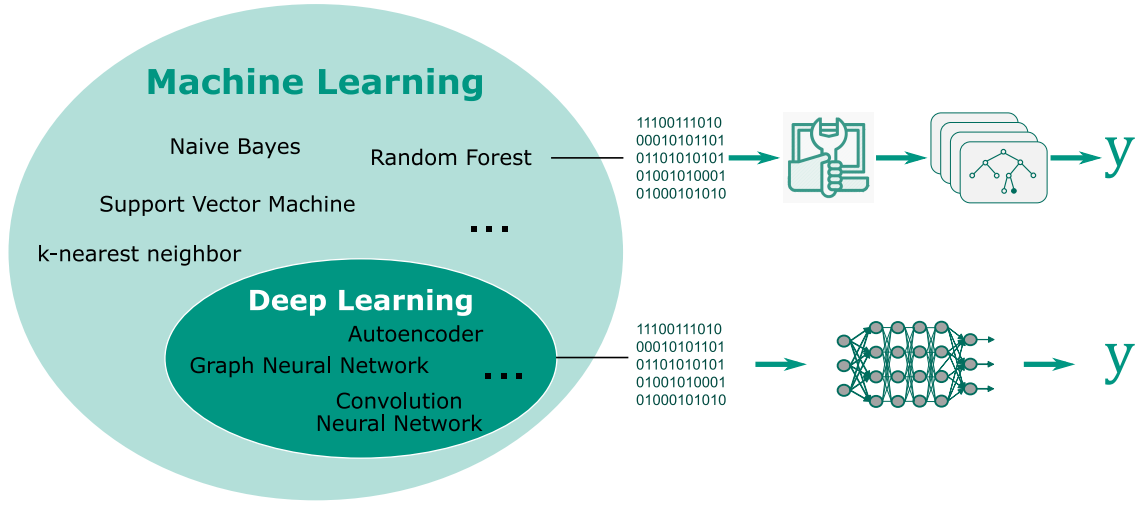 Machine Learning
Naive Bayes
Random Forest
Support Vector Machine
...
k-nearest neighbor
Deep Learning
Autoencoder
Graph Neural Network
...
Convolution
Neural Network
11100111010
00010101101
01101010101
01001010001
01000101010
y
11100111010
00010101101
01101010101
01001010001
01000101010
y